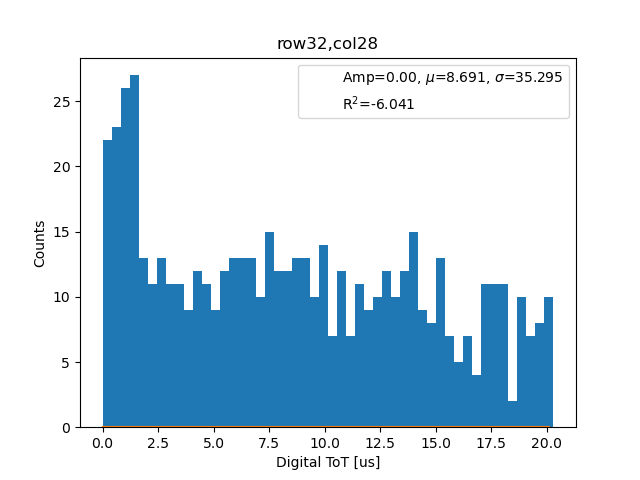 row32,col28
Amp=0.00, μ=8.691, σ=35.295
R²=-6.041
Counts
25
20
15
10
5
0
0.0 2.5 5.0 7.5 10.0 12.5 15.0 17.5 20.0
Digital ToT [us]